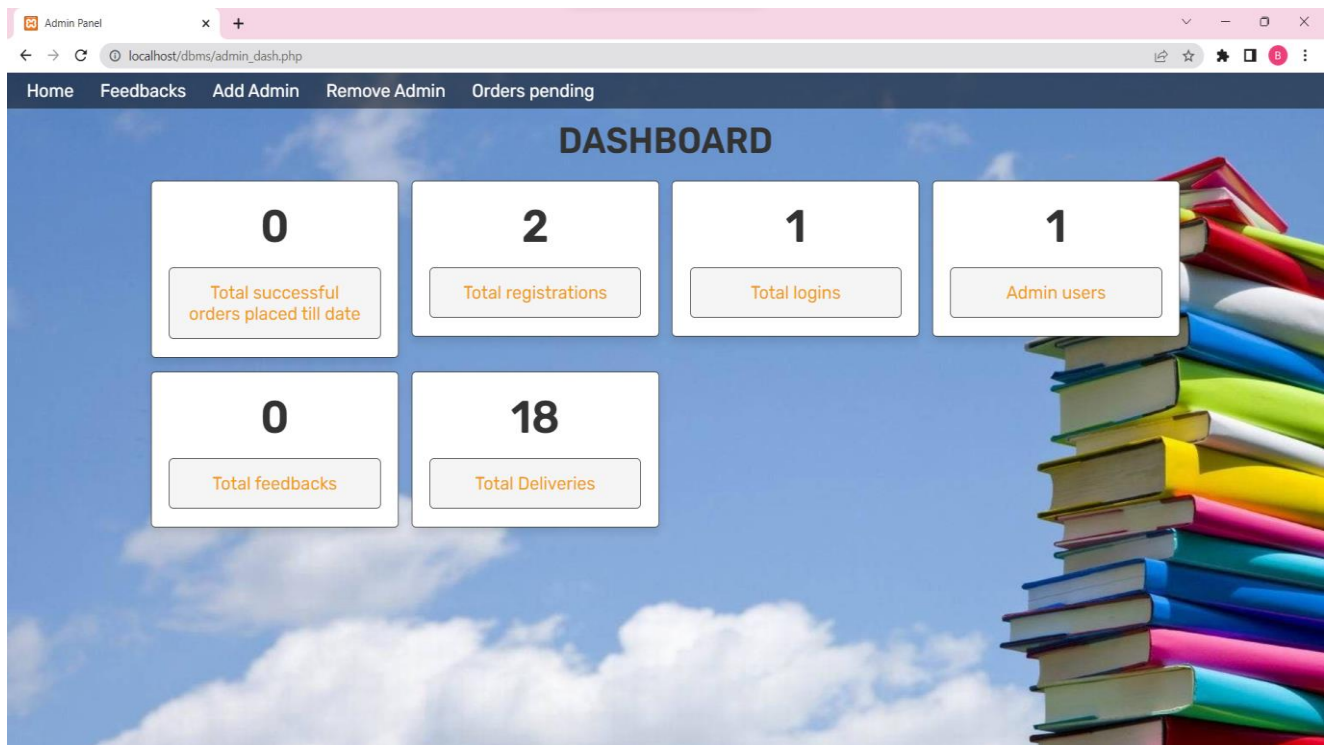 Admin Panel
localhost/dbms/admin_dash.php
B
Home Feedbacks Add Admin Remove Admin Orders pending
DASHBOARD
0
Total successful
orders placed till date
2
Total registrations
1
Total logins
1
Admin users
0
Total feedbacks
18
Total Deliveries